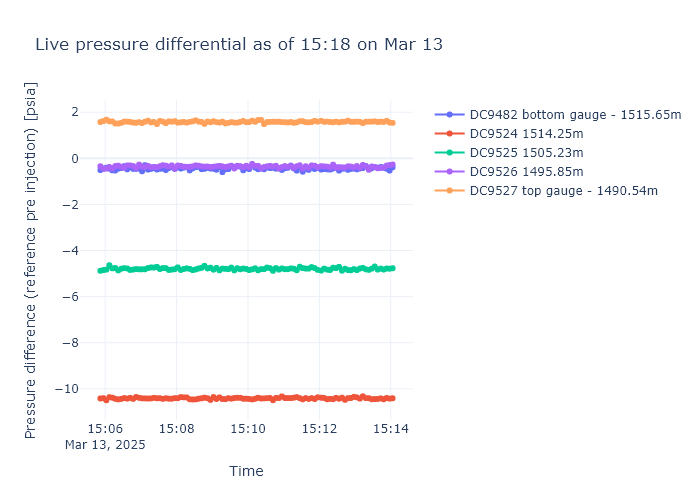 Live pressure differential as of 15:18 on Mar 13
Pressure difference (reference pre injection) [psia]
2
0
−2
−4
−6
−8
−10
15:06
Mar 13, 2025
15:08
15:10
15:12
15:14
Time
DC9482 bottom gauge - 1515.65m
DC9524 1514.25m
DC9525 1505.23m
DC9526 1495.85m
DC9527 top gauge - 1490.54m